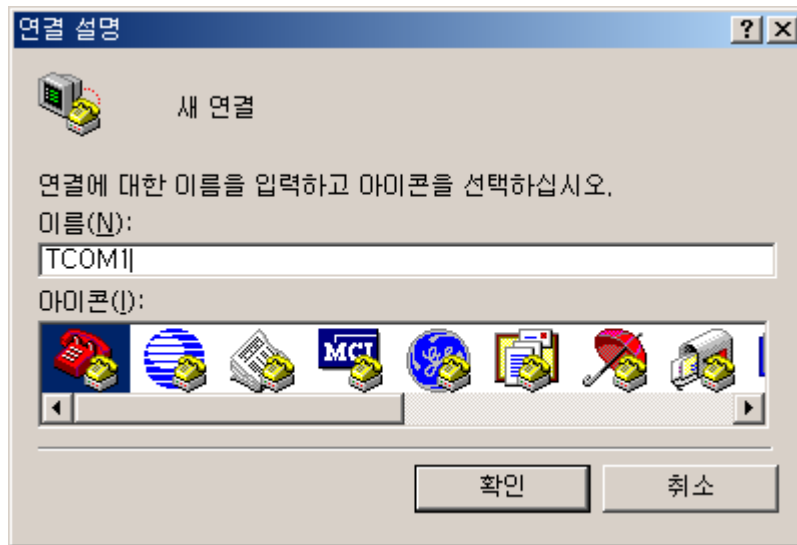 연결 설명
새 연결
연결에 대한 이름을 입력하고 아이콘을 선택하십시오.
이름(N):
TCOM1
아이콘(I):
MCI
확인
취소